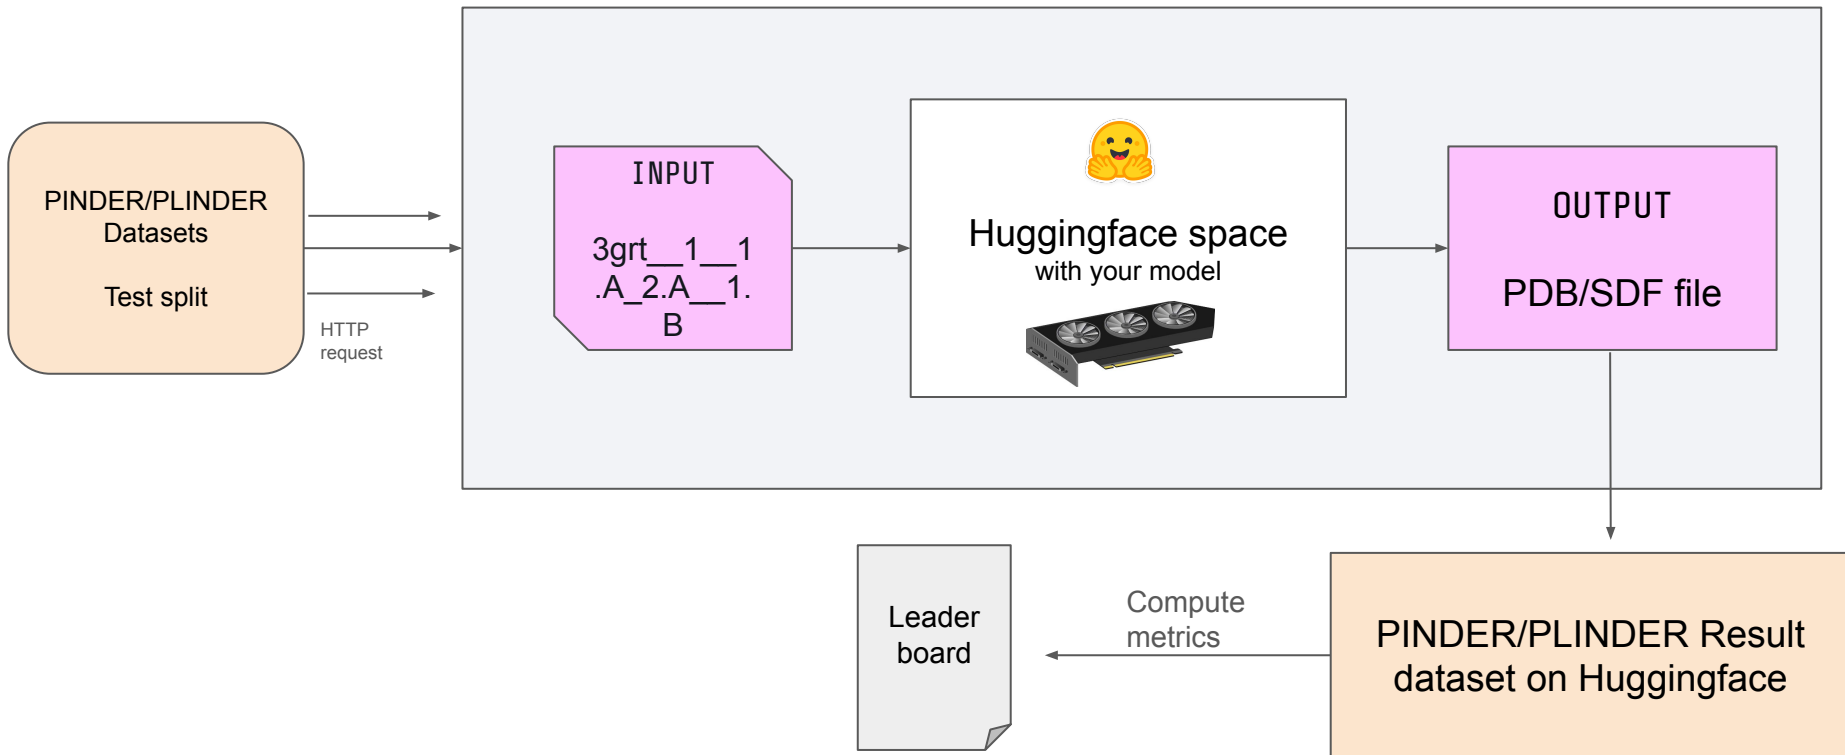 PINDER/PLINDER
Datasets
Test split
HTTP
request
INPUT
3grt__1__1
.A_2.A__1.
B
Huggingface space
with your model
OUTPUT
PDB/SDF file
Leader
board
Compute
metrics
PINDER/PLINDER Result
dataset on Huggingface